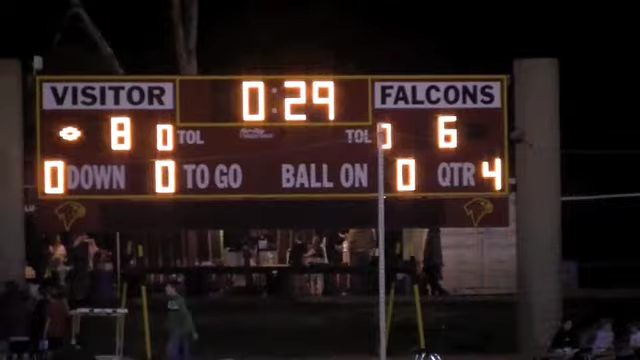 VISITOR 0:29 FALCONS
8 0 TOL TOL 0 6
0 DOWN 0 TO GO BALL ON 0 QTR 4